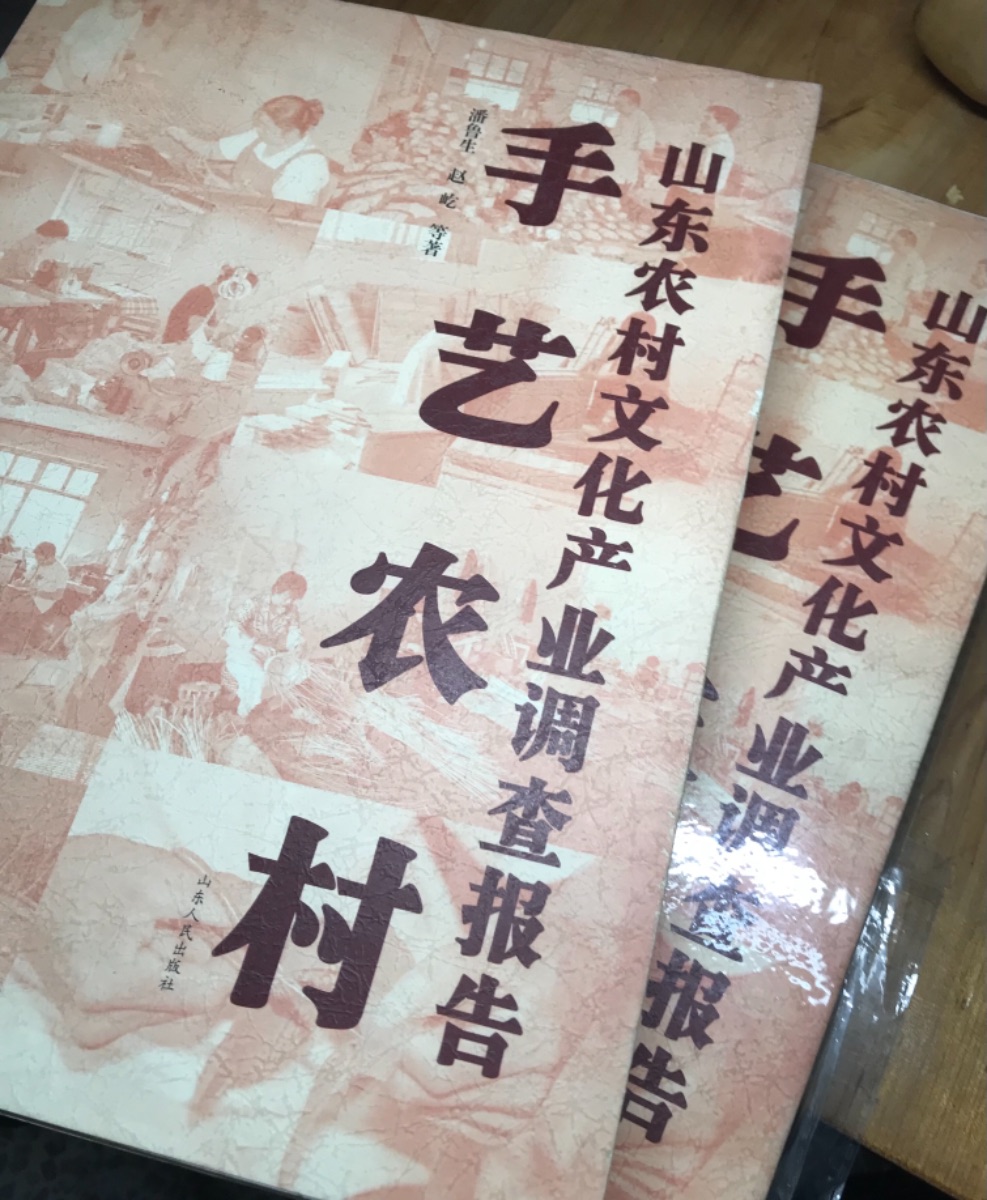 山东农村文化产业调查报告
手艺农村
潘鲁生 赵屹 等著
山东人民出版社
山东农村文化产业调查报告
手艺